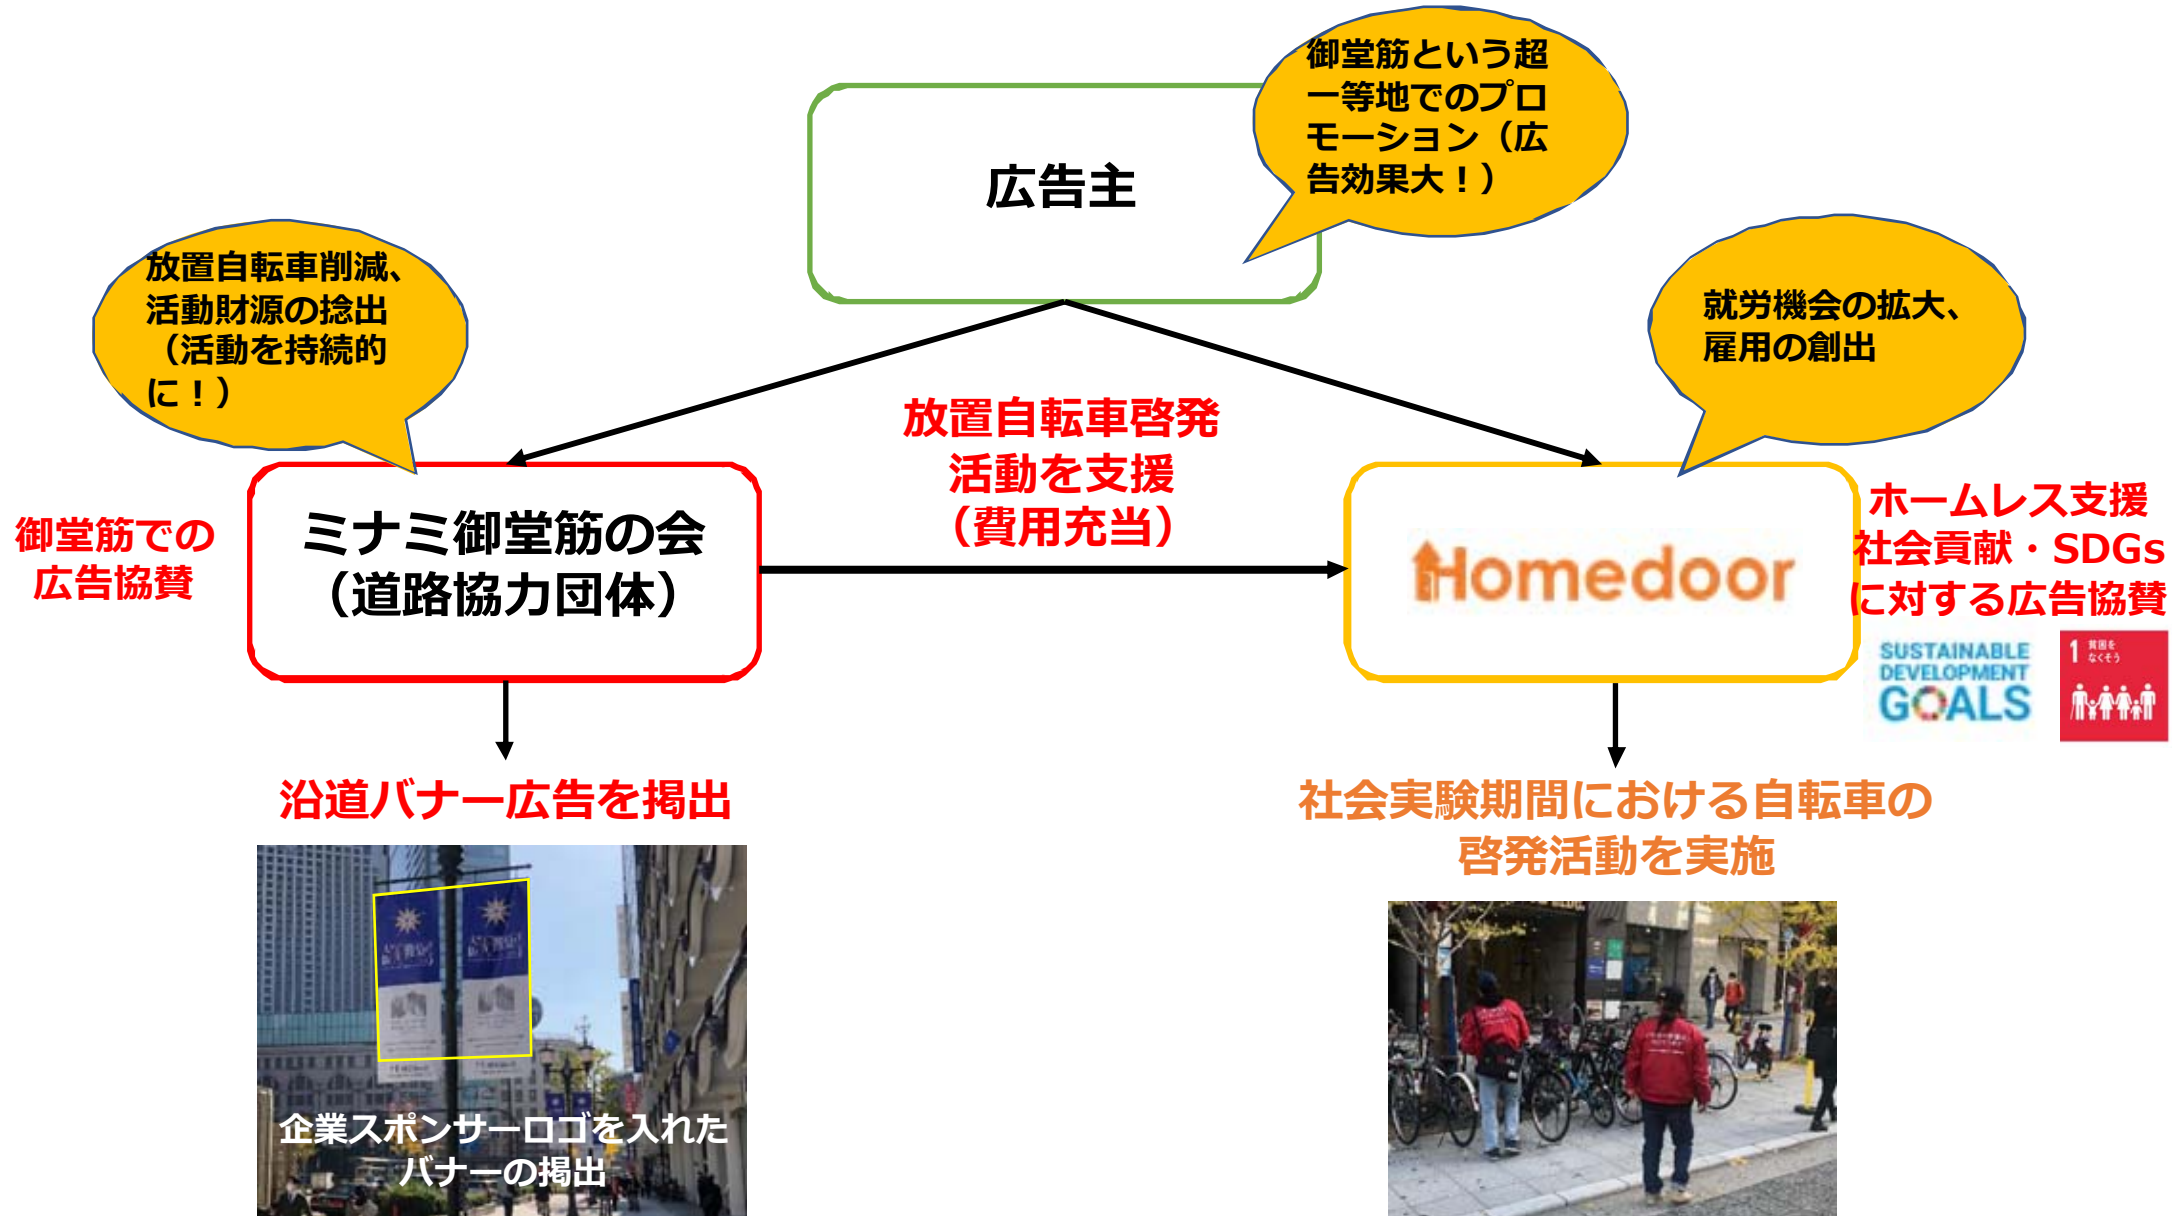 御堂筋という超
一等地でのプロ
モーション（広
告効果大！）
広告主
放置自転車削減、
活動財源の捻出
（活動を持続的
に！）
就労機会の拡大、
雇用の創出
放置自転車啓発
活動を支援
（費用充当）
御堂筋での
広告協賛
ミナミ御堂筋の会
（道路協力団体）
Homedoor
ホームレス支援
社会貢献・SDGs
に対する広告協賛
SUSTAINABLE
DEVELOPMENT
GOALS
1 貧困を
なくそう
沿道バナー広告を掲出
社会実験期間における自転車の
啓発活動を実施
企業スポンサーロゴを入れた
バナーの掲出